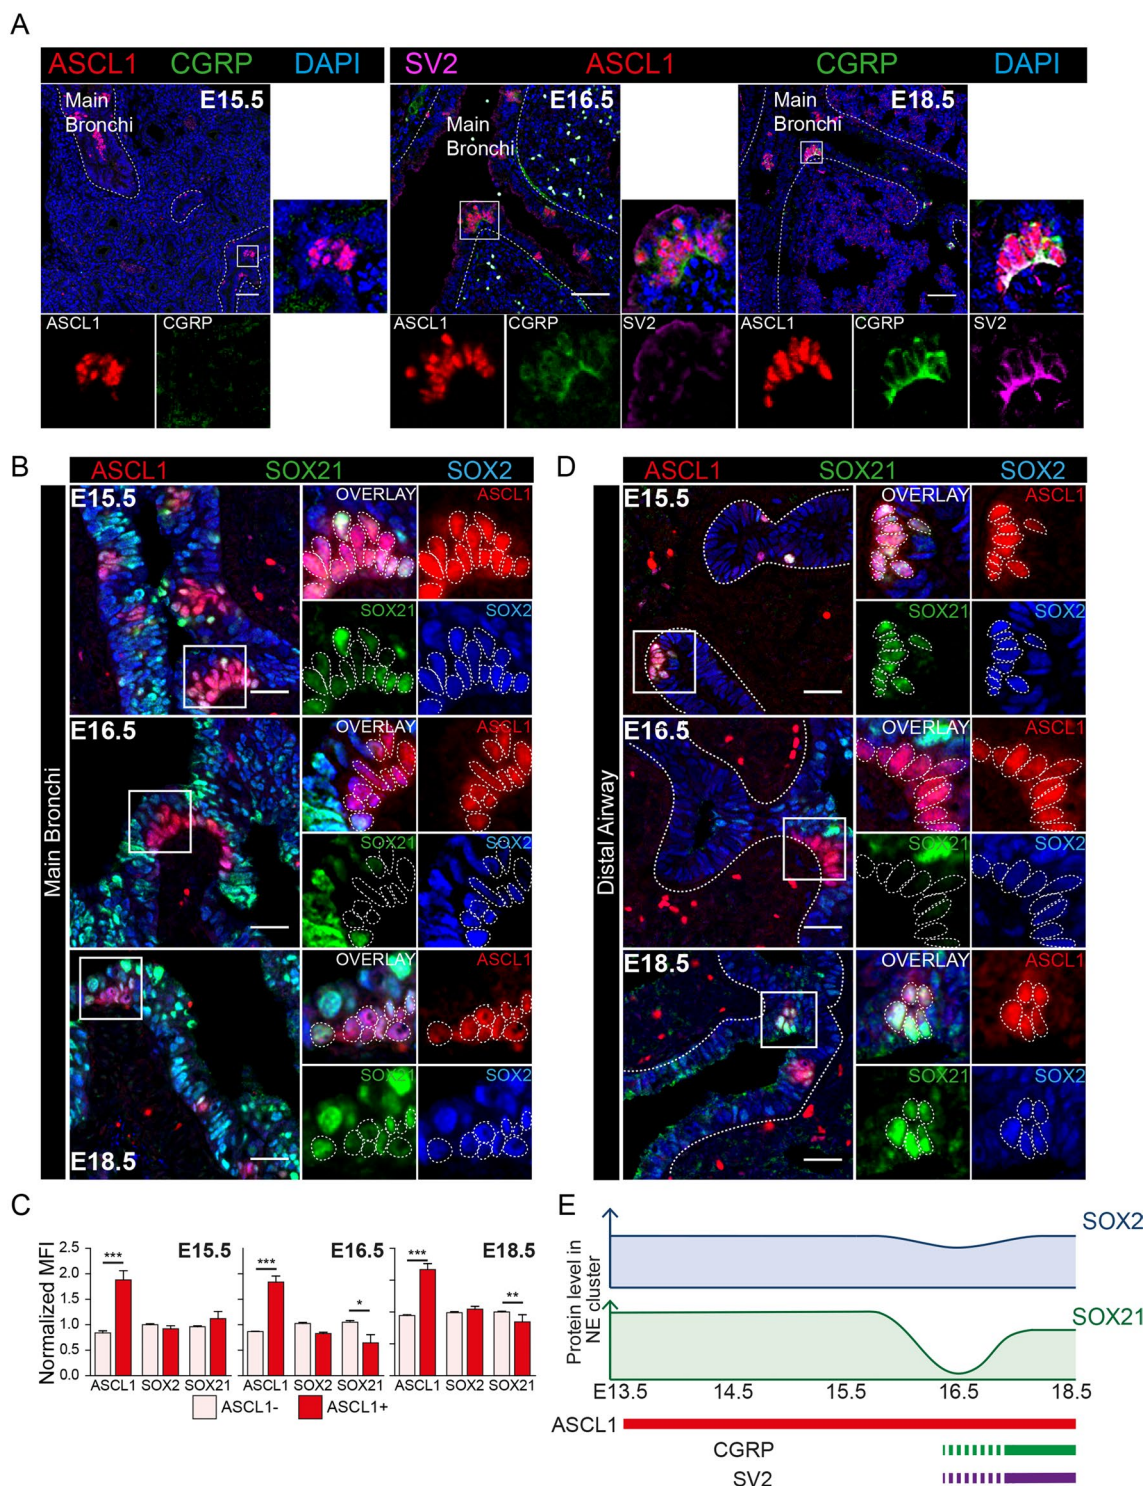 A
ASCL1 CGRP DAPI SV2 ASCL1 CGRP DAPI
Main Bronchi E15.5
Main Bronchi E16.5
Main Bronchi E18.5
ASCL1 CGRP ASCL1 CGRP SV2 ASCL1 CGRP SV2
B
ASCL1 SOX21 SOX2
Main Bronchi
E15.5 OVERLAY ASCL1
SOX21 SOX2
E16.5 OVERLAY ASCL1
SOX21 SOX2
OVERLAY ASCL1
SOX21 SOX2
E18.5
D
ASCL1 SOX21 SOX2
Distal Airway
E15.5 OVERLAY ASCL1
SOX21 SOX2
E16.5 OVERLAY ASCL1
SOX21 SOX2
E18.5 OVERLAY ASCL1
SOX21 SOX2
C
Normalized MFI
2.5
2.0
1.5
1.0
0.5
0.0
E15.5 E16.5 E18.5
*** *** * *** **
ASCL1 SOX2 SOX21 ASCL1 SOX2 SOX21 ASCL1 SOX2 SOX21
ASCL1- ASCL1+
E
Protein level in
NE cluster
SOX2
SOX21
E13.5 14.5 15.5 16.5 18.5
ASCL1
CGRP
SV2